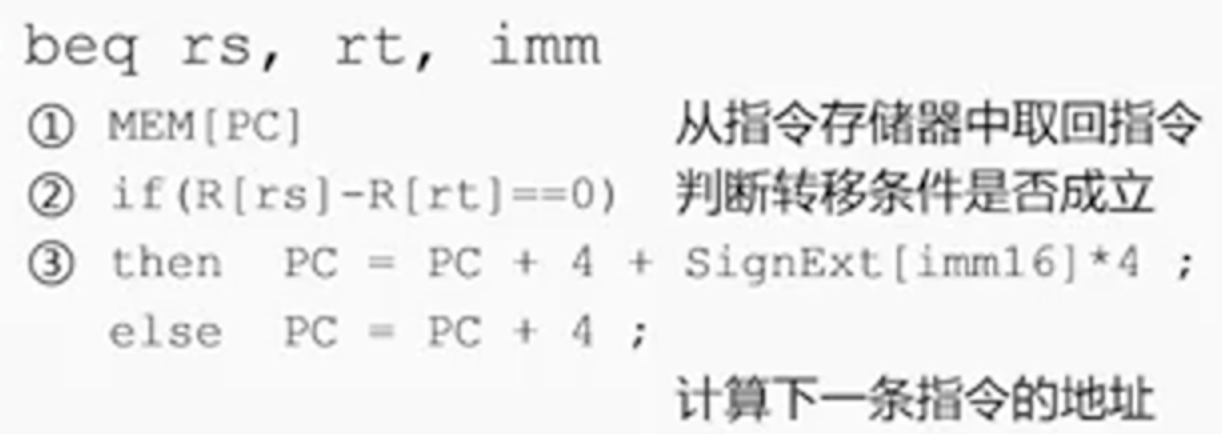 beq rs, rt, imm
① MEM[PC] 从指令存储器中取回指令
② if(R[rs]-R[rt]==0) 判断转移条件是否成立
③ then PC = PC + 4 + SignExt[imm16]*4 ;
else PC = PC + 4 ;
计算下一条指令的地址